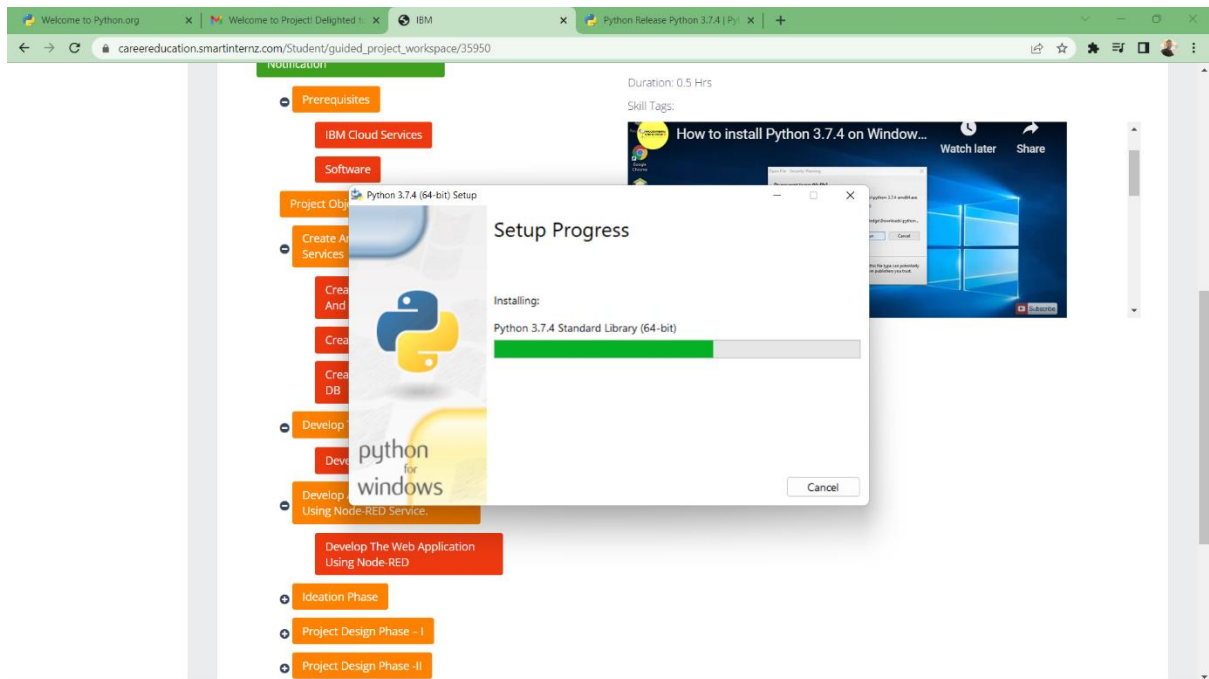 Welcome to Python.org
Welcome to Project! Delighted to
IBM
Python Release Python 3.7.4 | Pyt
careereducation.smartinternz.com/Student/guided_project_workspace/35950
Notification
Prerequisites
IBM Cloud Services
Software
Project Obj
Create An
Services
Crea
And
Crea
Crea
DB
Develop T
Deve
Develop A
Using Node-RED Service.
Develop The Web Application
Using Node-RED
Ideation Phase
Project Design Phase – I
Project Design Phase -II
Duration: 0.5 Hrs
Skill Tags:
How to install Python 3.7.4 on Window...
Watch later
Share
Cancel
Subscribe
Python 3.7.4 (64-bit) Setup
Setup Progress
Installing:
Python 3.7.4 Standard Library (64-bit)
python
for
windows
Cancel